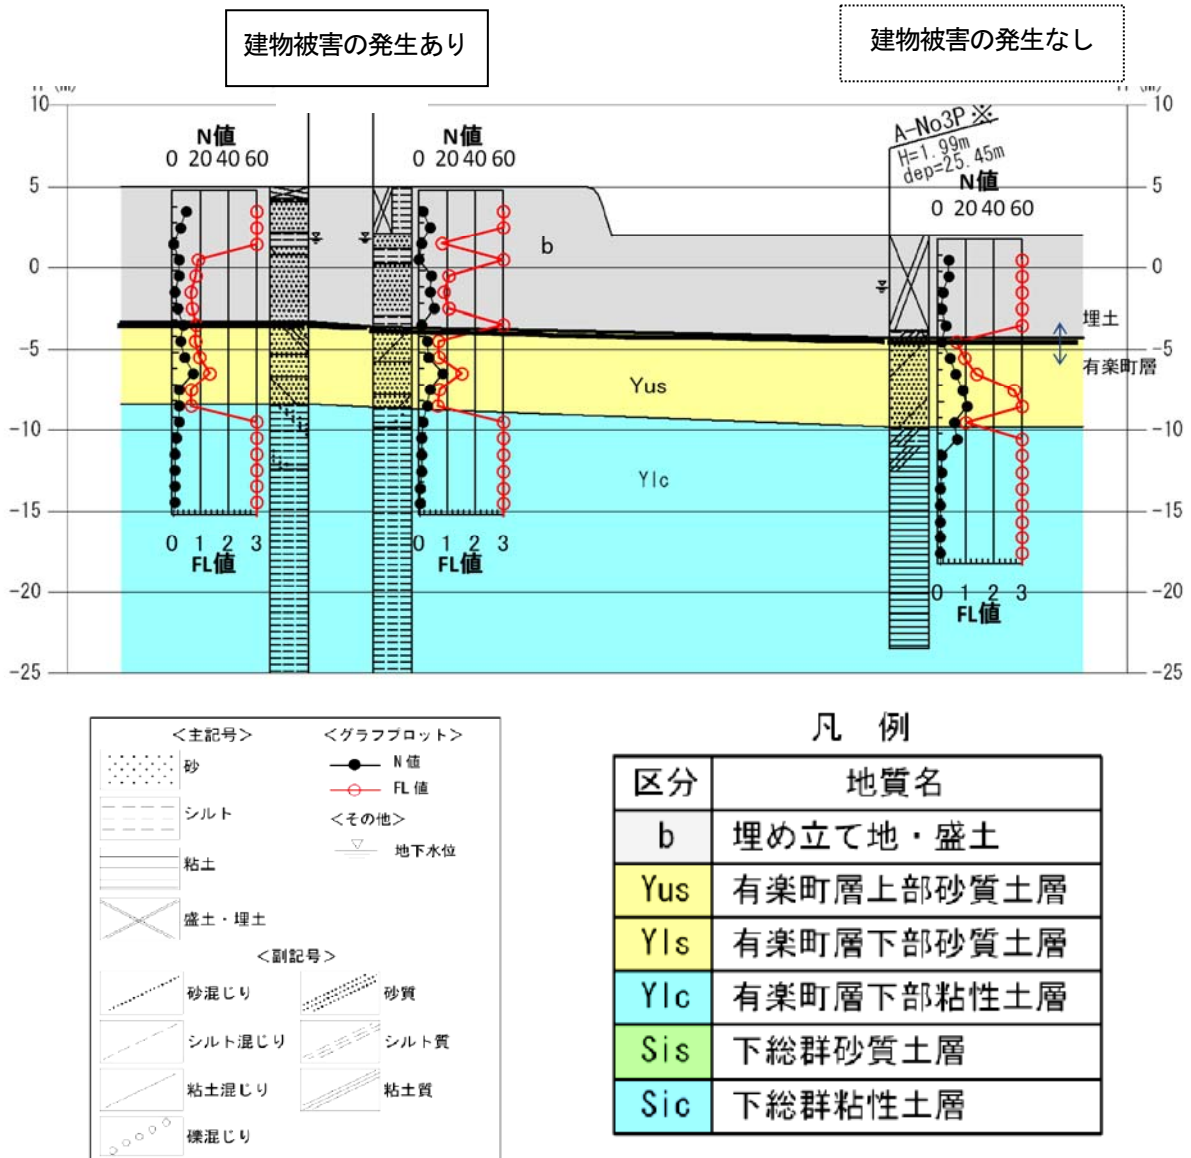 建物被害の発生あり
建物被害の発生なし
10
5
0
-5
-10
-15
-20
-25
N値
0 20 40 60
N値
0 20 40 60
A-No3P ※
H=1.99m
dep=25.45m
N値
0 20 40 60
b
Yus
Ylc
0 1 2 3
FL値
0 1 2 3
FL値
0 1 2 3
FL値
10
5
0
埋土
-5
有楽町層
-10
-15
-20
-25
<主記号>
砂
シルト
粘土
盛土・埋土
<グラフプロット>
N 値
FL 値
<その他>
地下水位
<副記号>
砂混じり
砂質
シルト混じり
シルト質
粘土混じり
粘土質
礫混じり
凡 例
区分 地質名
b 埋め立て地・盛土
Yus 有楽町層上部砂質土層
Yls 有楽町層下部砂質土層
Ylc 有楽町層下部粘性土層
Sis 下総群砂質土層
Sic 下総群粘性土層